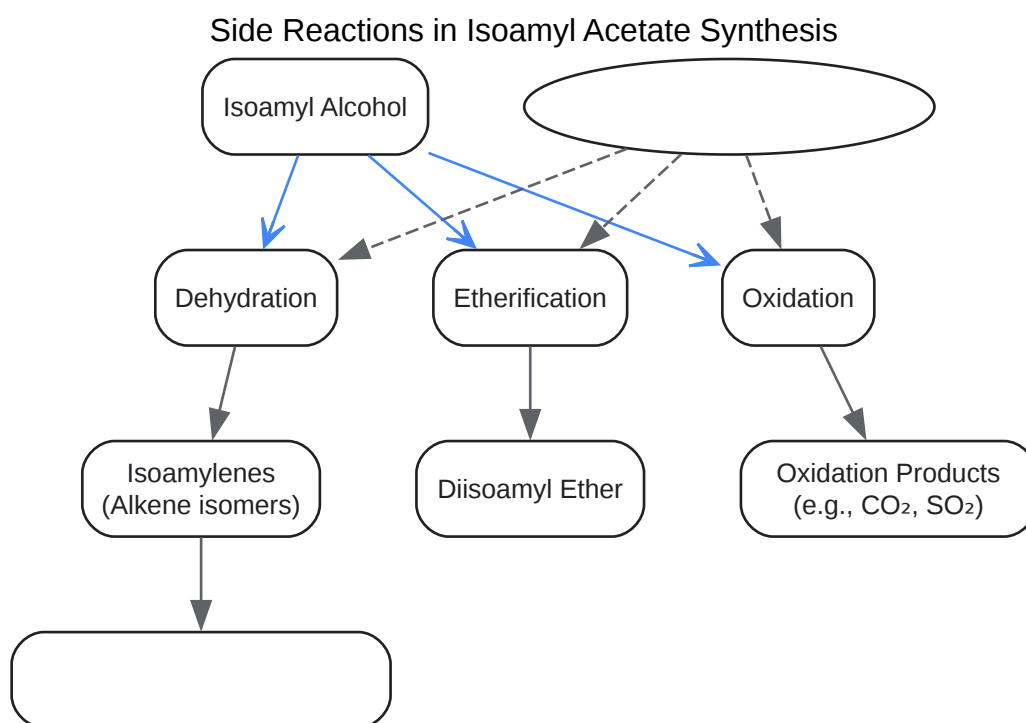 Side Reactions in Isoamyl Acetate Synthesis
Isoamyl Alcohol
Dehydration
Etherification
Oxidation
Isoamylenes
(Alkene isomers)
Diisoamyl Ether
Oxidation Products
(e.g., CO₂, SO₂)